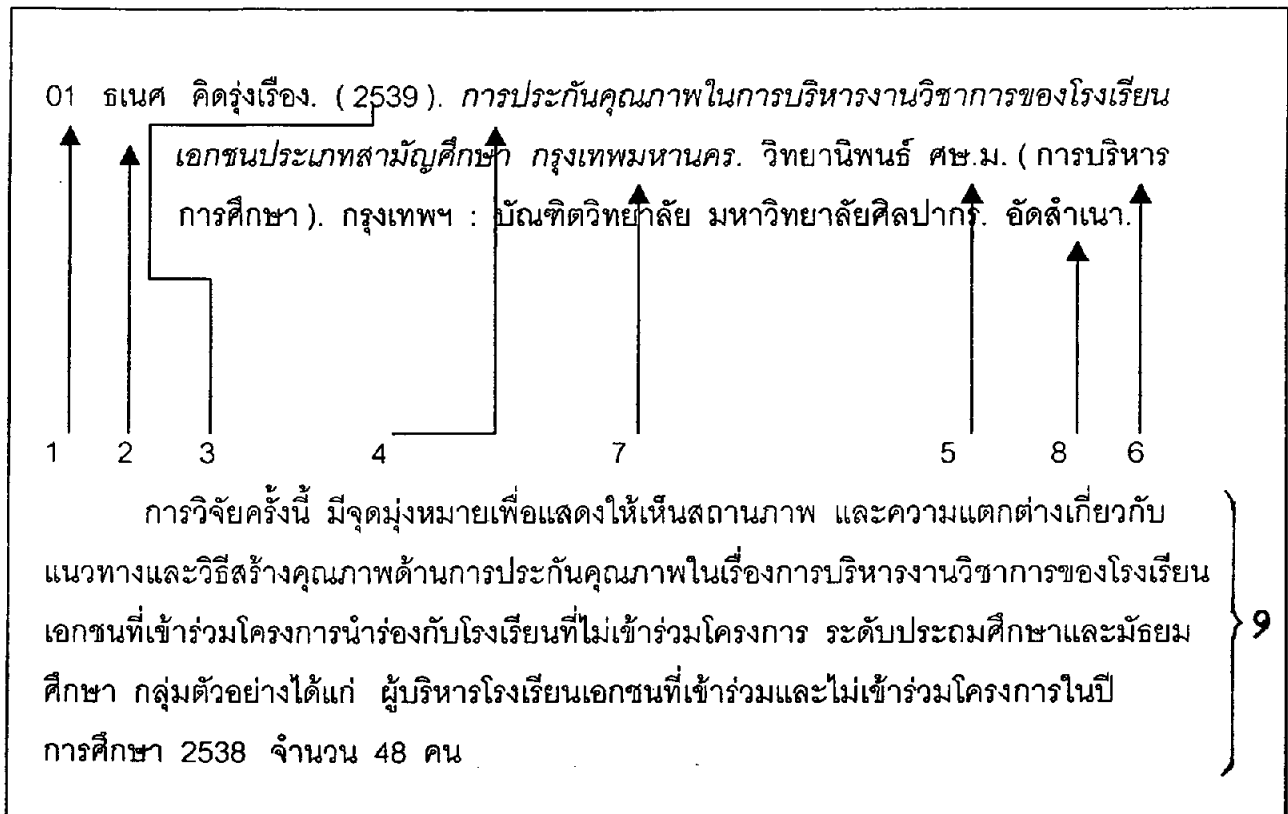 01 ธเนศ คิดรุ่งเรือง. ( 2539 ). การประกันคุณภาพในการบริหารงานวิชาการของโรงเรียน
เอกชนประเภทสามัญศึกษา กรุงเทพมหานคร. วิทยานิพนธ์ ศษ.ม. ( การบริหาร
การศึกษา ). กรุงเทพฯ : บัณฑิตวิทยาลัย มหาวิทยาลัยศิลปากร. อัดสำเนา.
1 2 3 4 7 5 8 6
การวิจัยครั้งนี้ มีจุดมุ่งหมายเพื่อแสดงให้เห็นสถานภาพ และความแตกต่างเกี่ยวกับ
แนวทางและวิธีสร้างคุณภาพด้านการประกันคุณภาพในเรื่องการบริหารงานวิชาการของโรงเรียน
เอกชนที่เข้าร่วมโครงการนำร่องกับโรงเรียนที่ไม่เข้าร่วมโครงการ ระดับประถมศึกษาและมัธยม
ศึกษา กลุ่มตัวอย่างได้แก่ ผู้บริหารโรงเรียนเอกชนที่เข้าร่วมและไม่เข้าร่วมโครงการในปี
การศึกษา 2538 จำนวน 48 คน
9